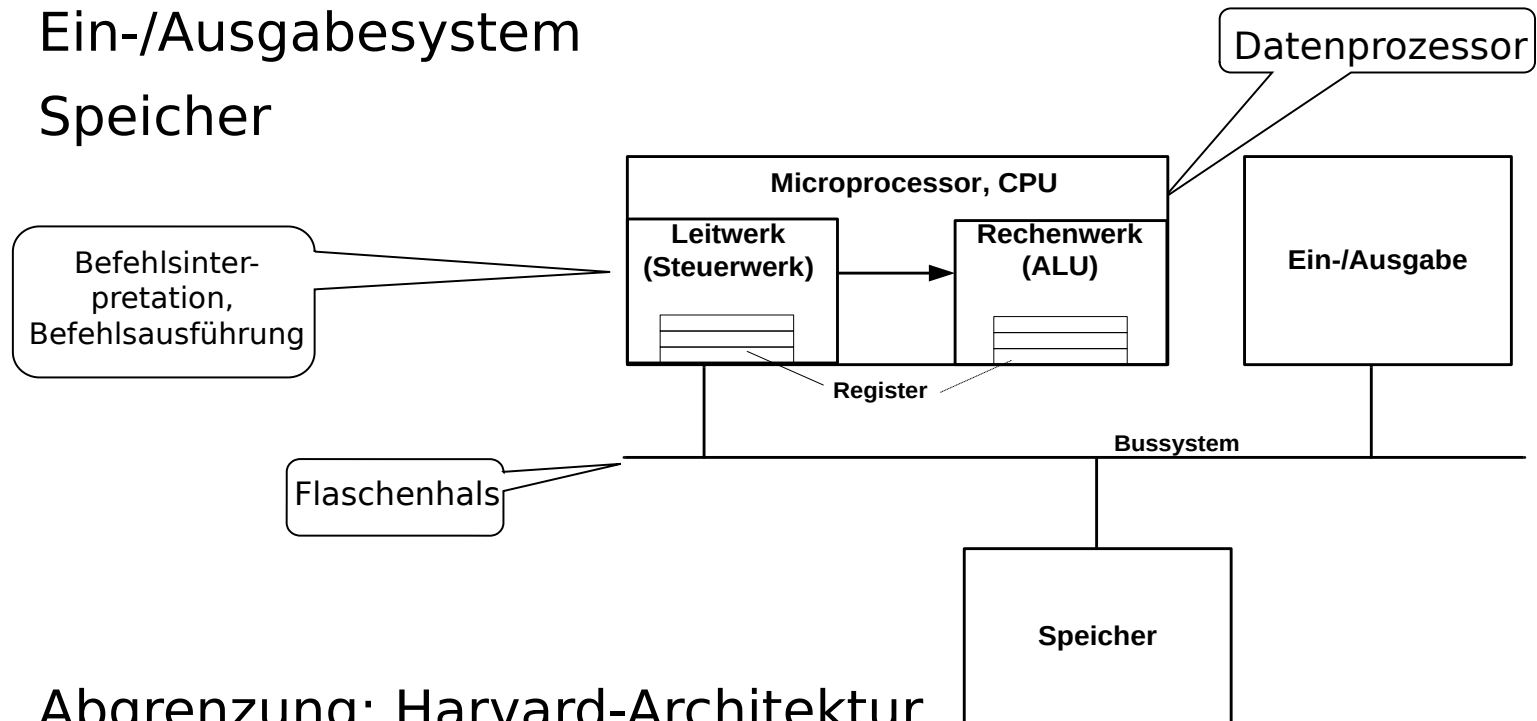 Ein-/Ausgabesystem
Datenprozessor
Speicher
Microprocessor, CPU
Leitwerk
(Steuerwerk)
Rechenwerk
(ALU)
Ein-/Ausgabe
Befehlsinter-
pretation,
Befehlsausführung
Register
Bussystem
Flaschenhals
Speicher
Abgrenzung: Harvard-Architektur